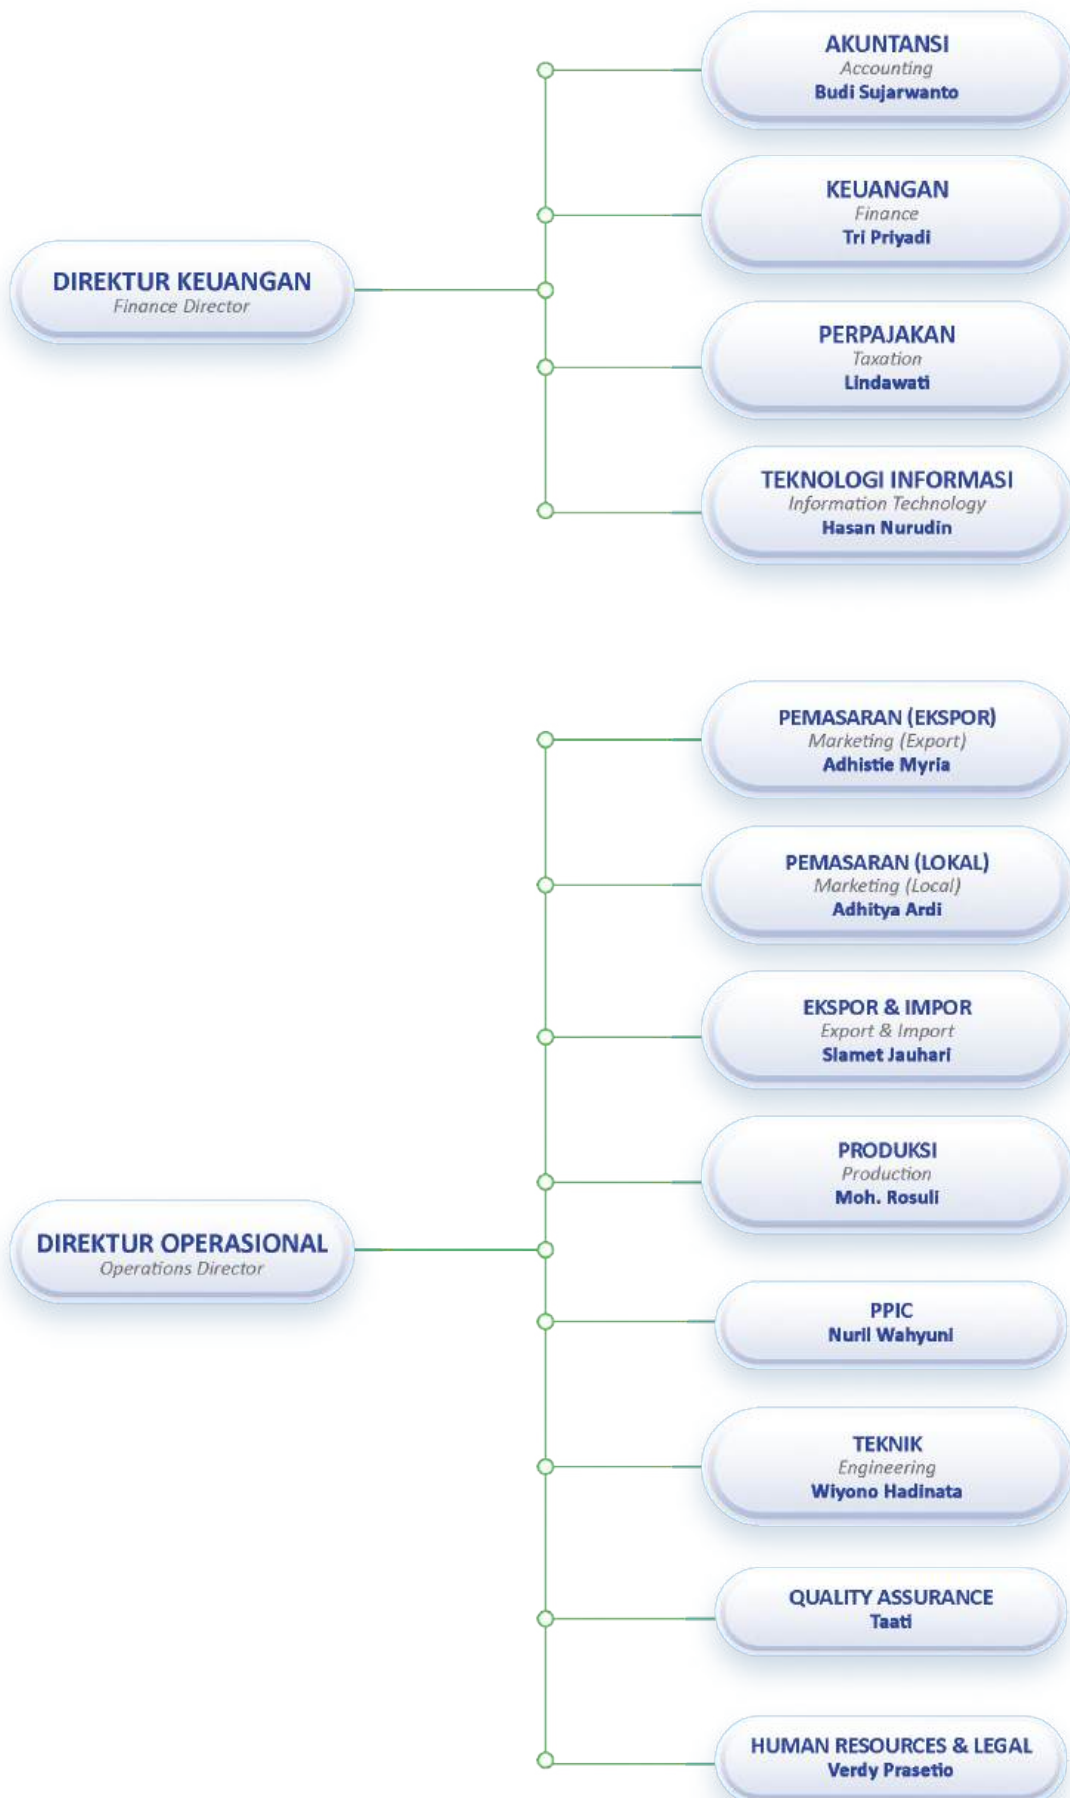 DIREKTUR KEUANGAN
Finance Director
AKUNTANSI
Accounting
Budi Sujarwanto
KEUANGAN
Finance
Tri Priyadi
PERPAJAKAN
Taxation
Lindawati
TEKNOLOGI INFORMASI
Information Technology
Hasan Nurudin
DIREKTUR OPERASIONAL
Operations Director
PEMASARAN (EKSPOR)
Marketing (Export)
Adhistie Myria
PEMASARAN (LOKAL)
Marketing (Local)
Adhitya Ardi
EKSPOR & IMPOR
Export & Import
Slamet Jauhari
PRODUKSI
Production
Moh. Rosuli
PPIC
Nuril Wahyuni
TEKNIK
Engineering
Wiyono Hadinata
QUALITY ASSURANCE
Taati
HUMAN RESOURCES & LEGAL
Verdy Prasetio